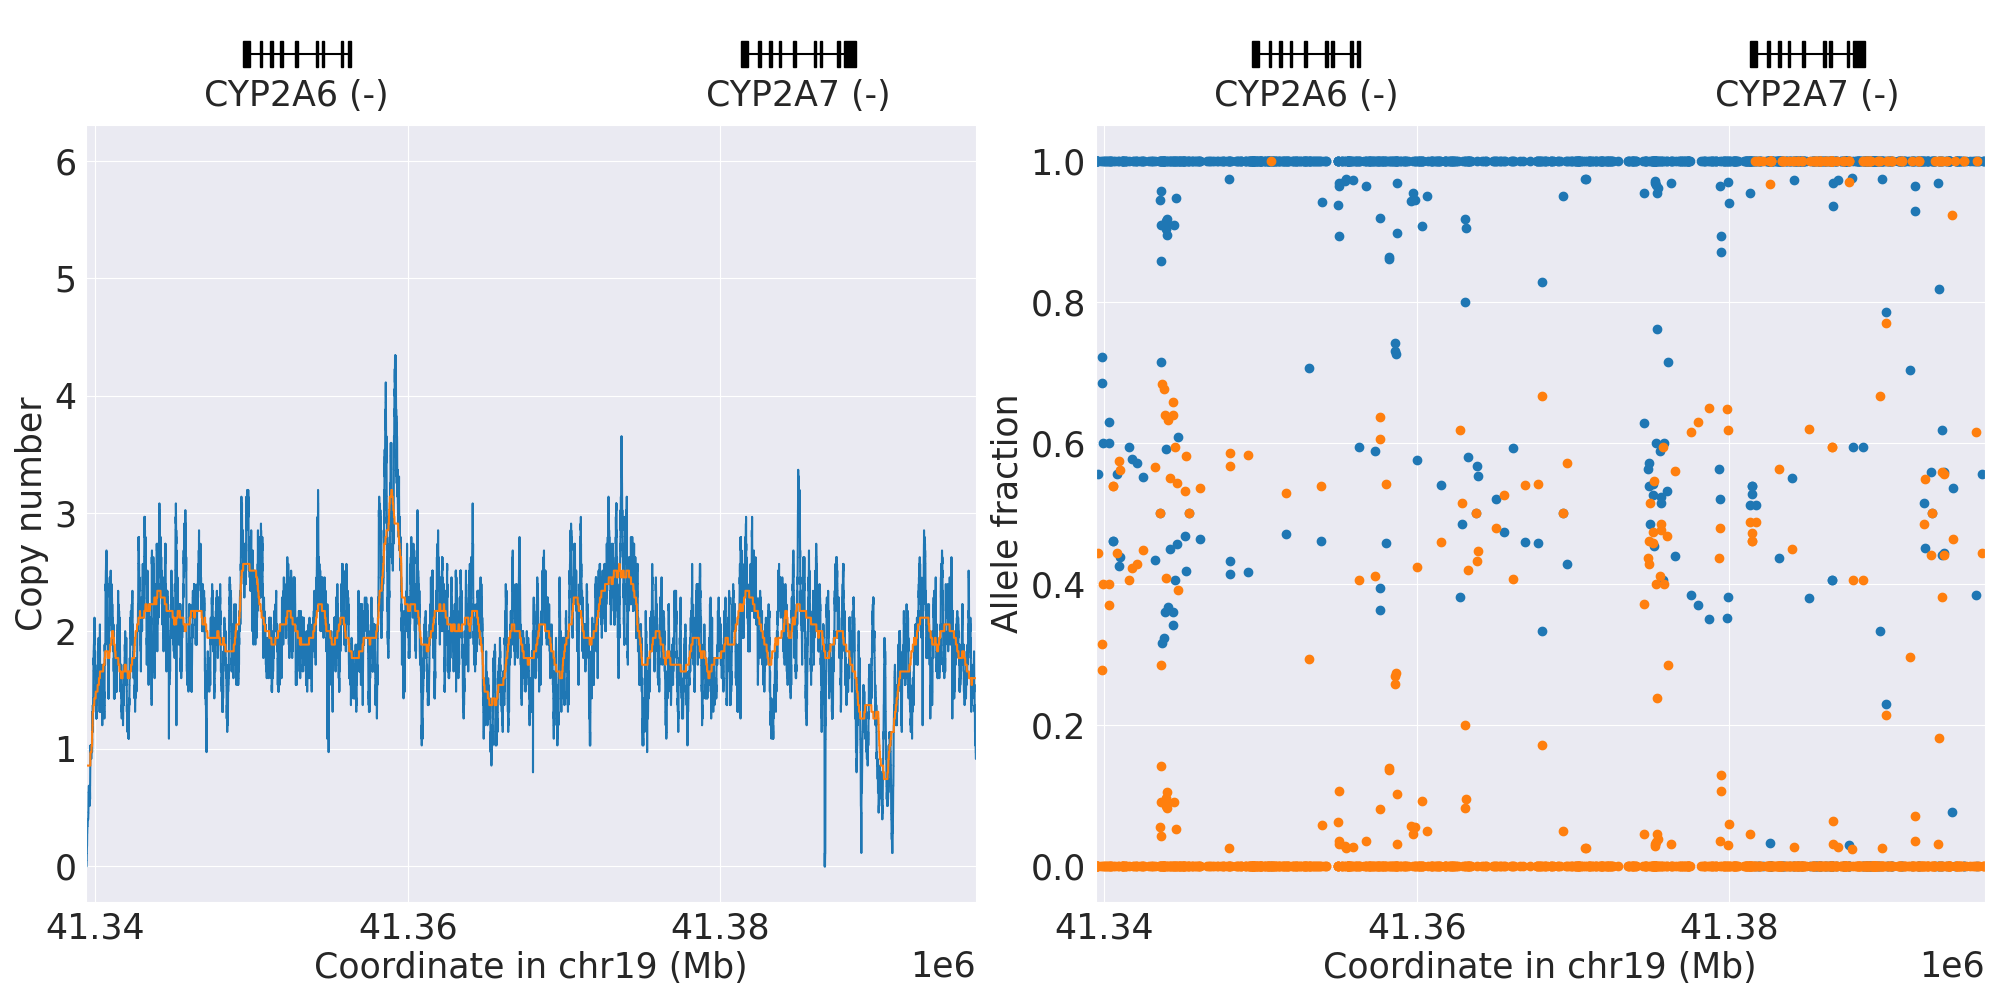 CYP2A6 (-)
CYP2A7 (-)
6
5
4
3
2
1
0
Copy number
41.34
41.36
41.38
Coordinate in chr19 (Mb)
1e6
CYP2A6 (-)
CYP2A7 (-)
1.0
0.8
0.6
0.4
0.2
0.0
Allele fraction
41.34
41.36
41.38
Coordinate in chr19 (Mb)
1e6